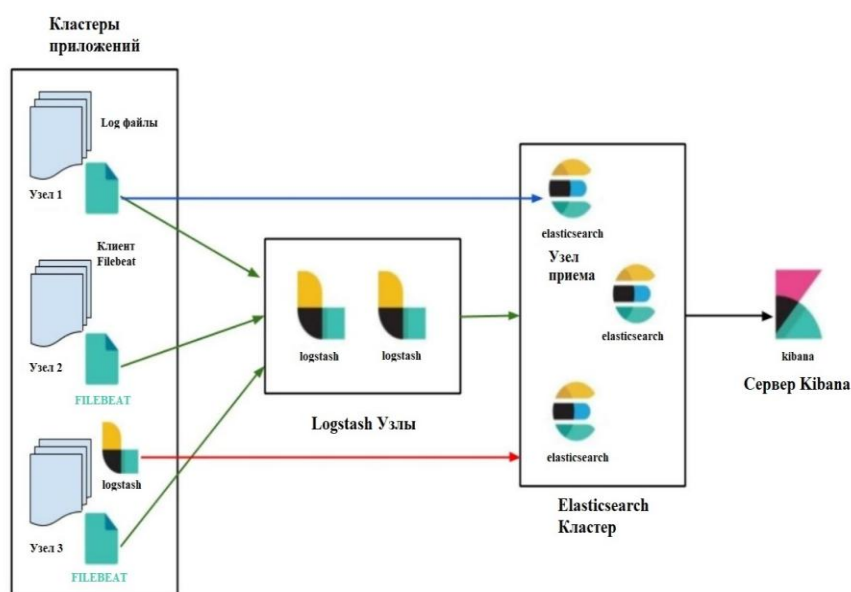 Кластеры
приложений
Log файлы
Узел 1
Клиент
Filebeat
Узел 2
FILEBEAT
logstash
Узел 3
FILEBEAT
logstash
logstash
Logstash Узлы
elasticsearch
Узел
приема
elasticsearch
elasticsearch
Elasticsearch
Кластер
kibana
Сервер Kibana